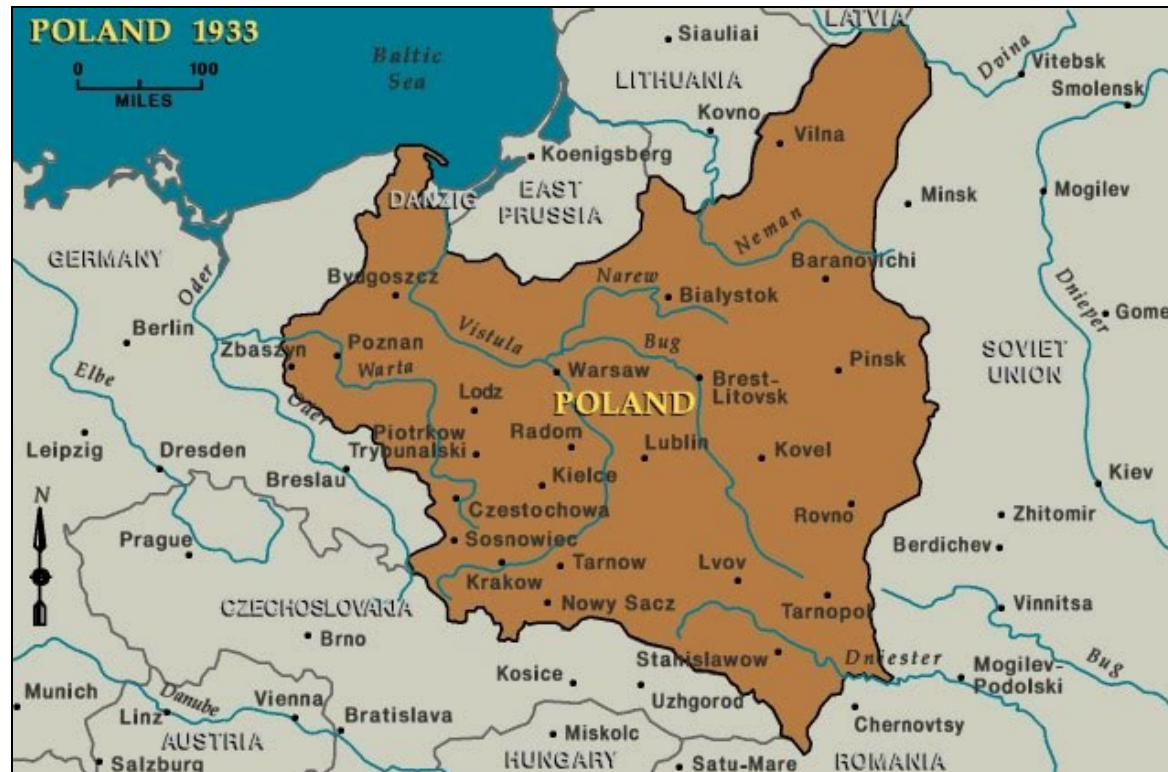 POLAND 1933
0 100
MILES
Baltic
Sea
LATVIA
Siauliai
LITHUANIA
Dvina
Vitebsk
Smolensk
Kovno
Vilna
Koenigsberg
EAST
PRUSSIA
DANZIG
Minsk
Mogilev
GERMANY
Oder
Neman
Dnieper
Bydgoszcz
Narew
Bialystok
Baranovichi
Gome
Berlin
Zbaszyn
Poznan
Vistula
Bug
SOVIET
UNION
Elbe
Warta
Warsaw
Brest-
Litovsk
Pinsk
Lodz
POLAND
Oder
Leipzig
Dresden
Piotrkow
Trybunalski
Radom
Lublin
Kovel
Breslau
Kielce
Kiev
N
Czestochowa
Rovno
Zhitomir
Prague
Sosnowiec
Berdichev
Krakow
Tarnow
Lvov
CZECHOSLOVAKIA
Nowy Sacz
Tarnopol
Vinnitsa
Brno
Stanislawow
Dniester
Bug
Kosice
Uzhgorod
Mogilev-
Podolski
Munich
Danube
Vienna
Linz
Bratislava
Chernovtsy
AUSTRIA
Miskolc
HUNGARY
ROMANIA
Salzburg
Satu-Mare